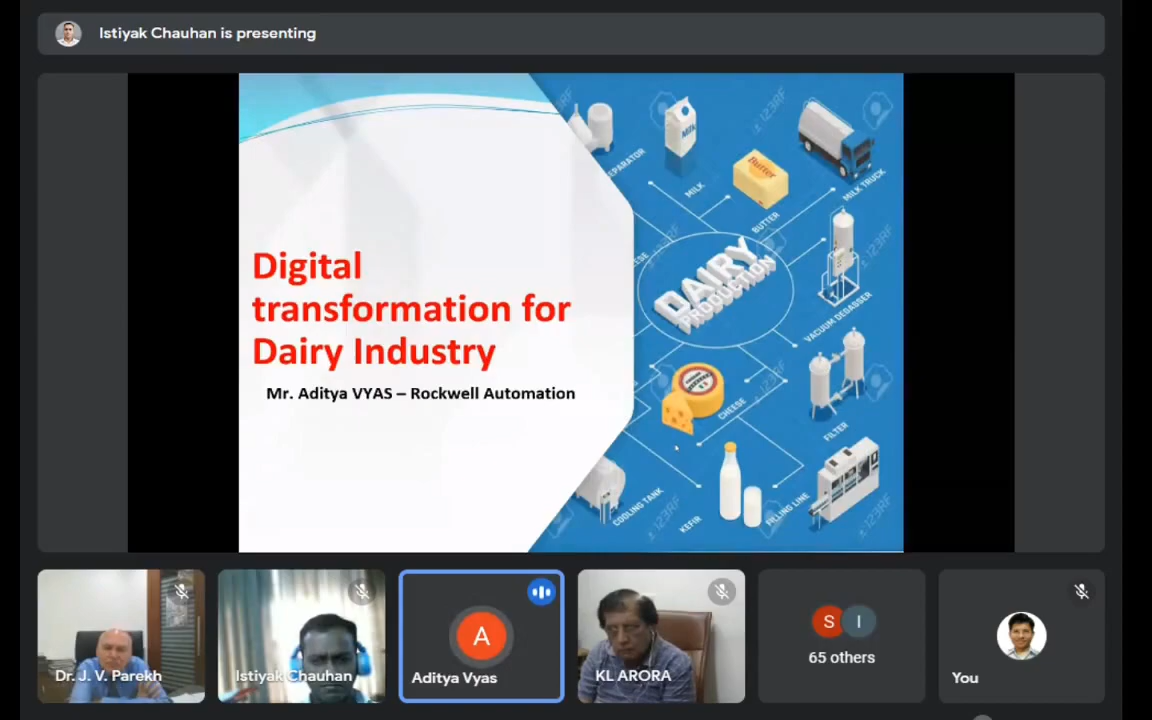 Istiyak Chauhan is presenting
Digital
transformation for
Dairy Industry
Mr. Aditya VYAS – Rockwell Automation
MILK
Milk
BUTTER
Butter
MILK TRUCK
DAIRY
PRODUCTION
VACUUM DEGASSER
CHEESE
FILTER
COOLING TANK
KEFIR
FILLING LINE
123RF
Dr. J. V. Parekh
Istiyak Chauhan
A
Aditya Vyas
KL ARORA
S
I
65 others
You